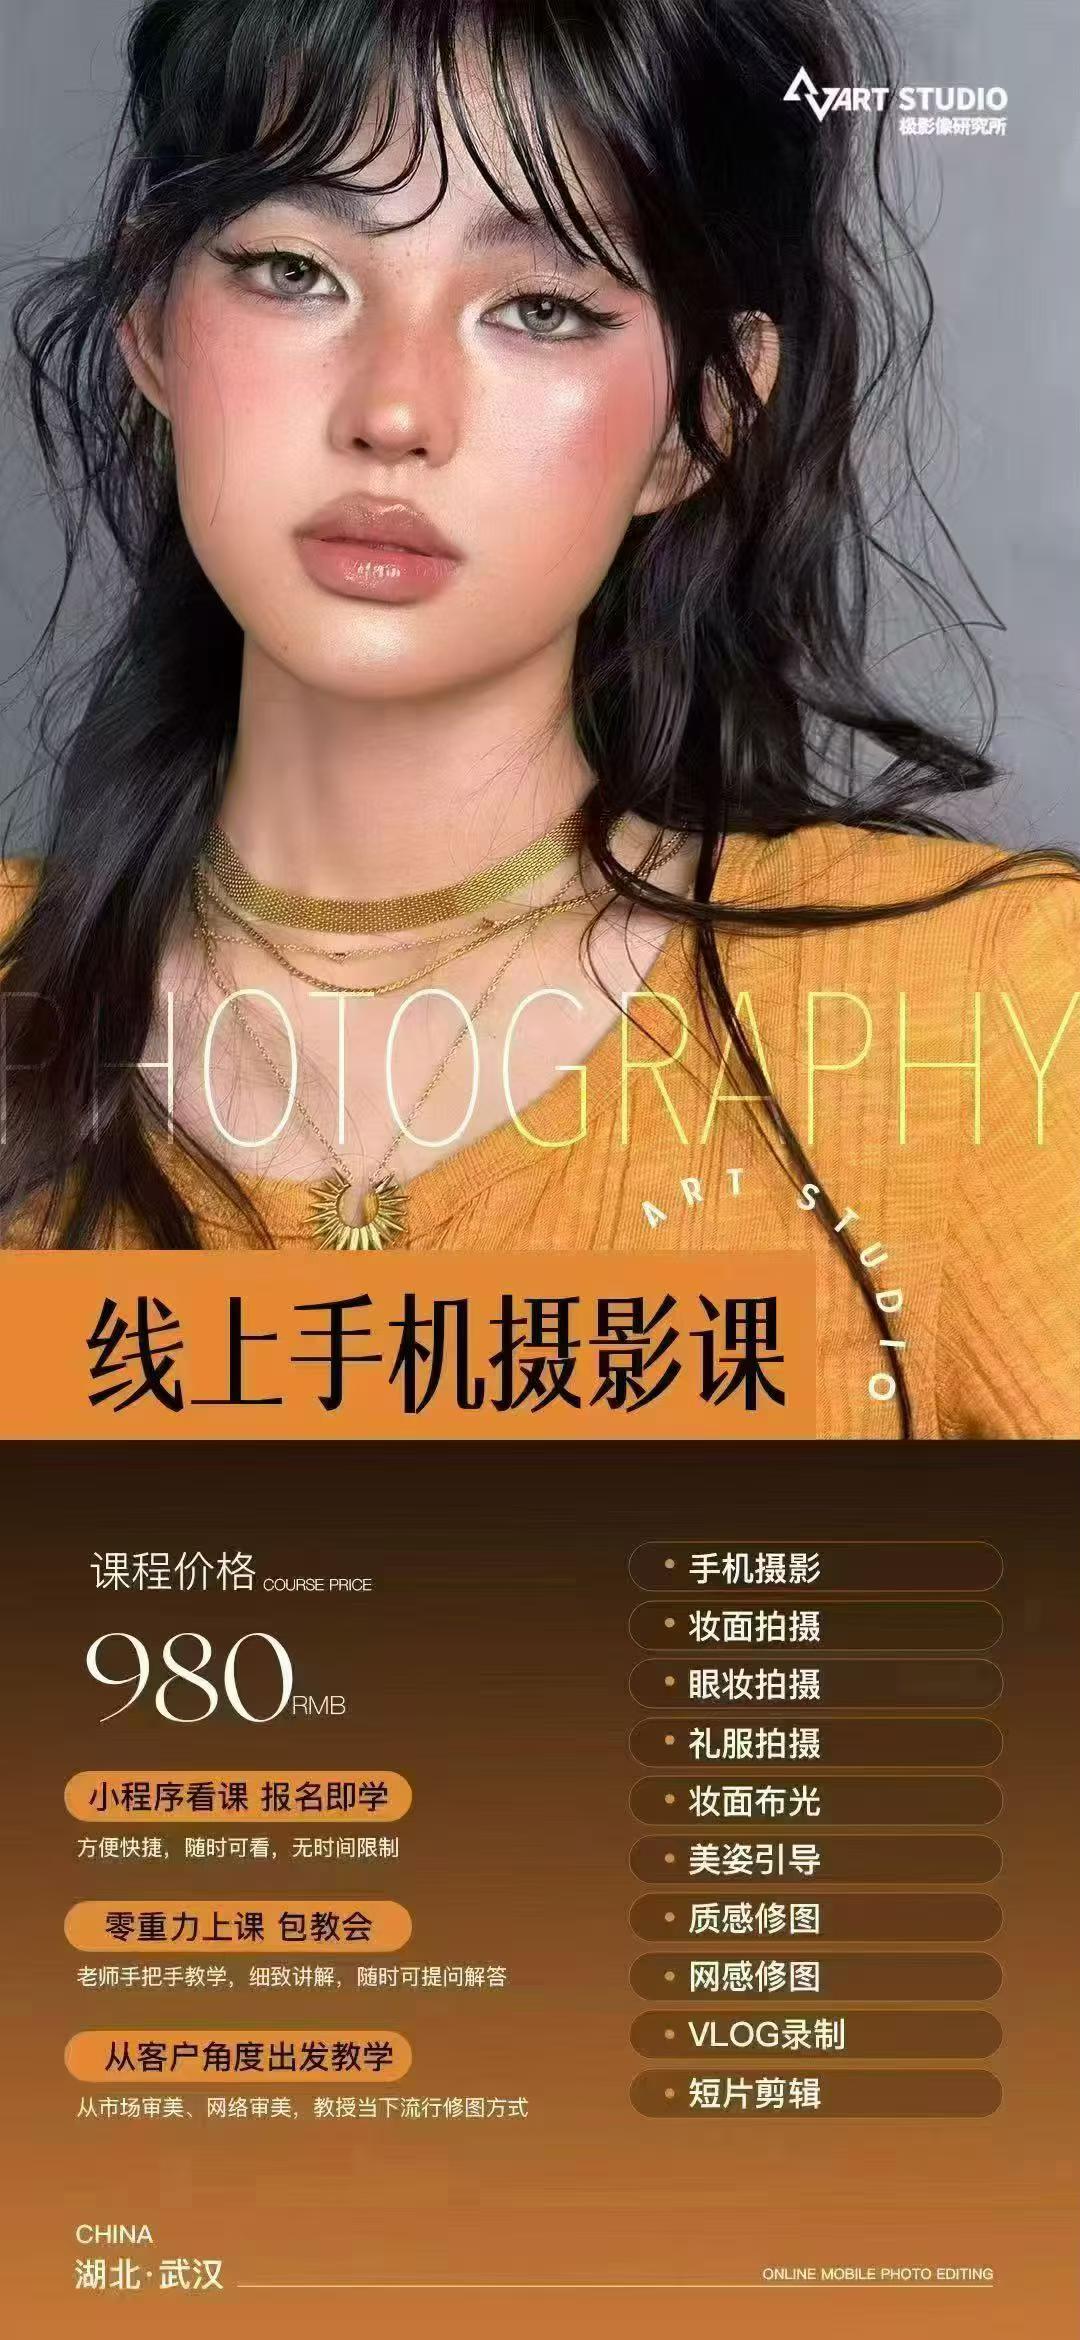 ART STUDIO
极影像研究所
PHOTOGRAPHY
ART STUDIO
线上手机摄影课
课程价格 COURSE PRICE
980RMB
小程序看课 报名即学
方便快捷，随时可看，无时间限制
零重力上课 包教会
老师手把手教学，细致讲解，随时可提问解答
从客户角度出发教学
从市场审美、网络审美，教授当下流行修图方式
• 手机摄影
• 妆面拍摄
• 眼妆拍摄
• 礼服拍摄
• 妆面布光
• 美姿引导
• 质感修图
• 网感修图
• VLOG录制
• 短片剪辑
CHINA
湖北·武汉
ONLINE MOBILE PHOTO EDITING